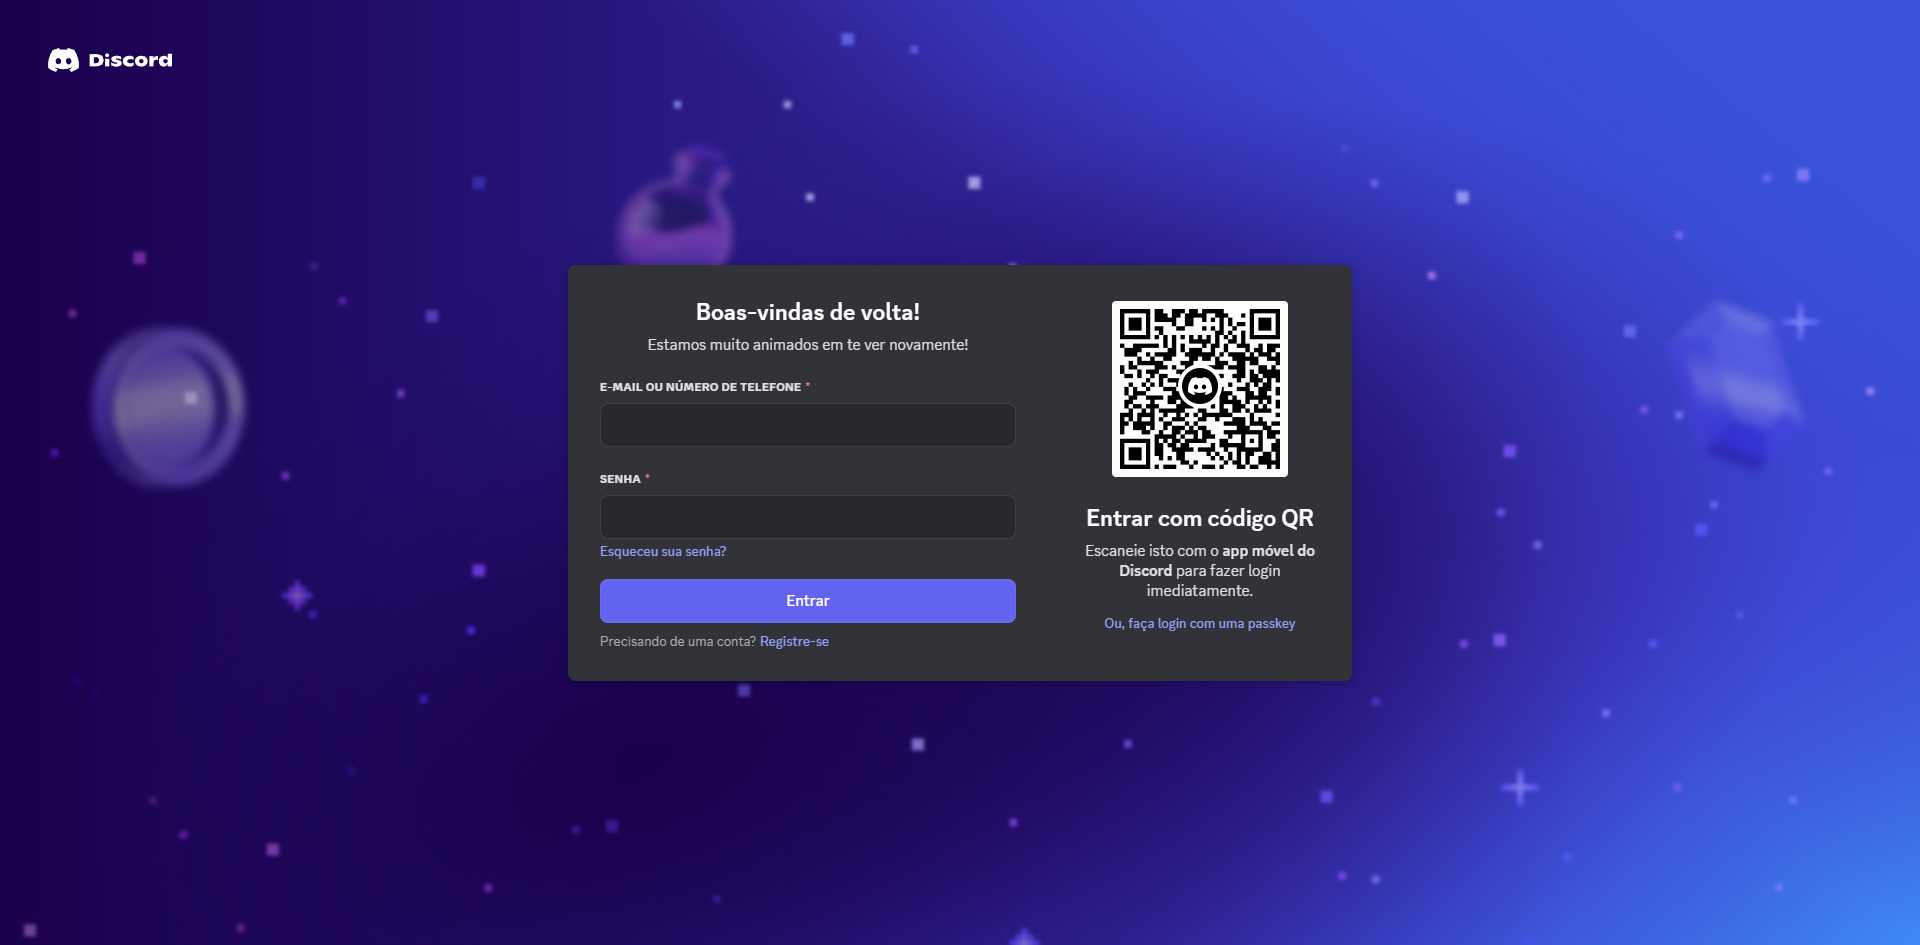 Discord
Boas-vindas de volta!
Estamos muito animados em te ver novamente!
E-MAIL OU NÚMERO DE TELEFONE *
SENHA *
Esqueceu sua senha?
Entrar
Precisando de uma conta? Registre-se
Entrar com código QR
Escaneie isto com o app móvel do
Discord para fazer login
imediatamente.
Ou, faça login com uma passkey